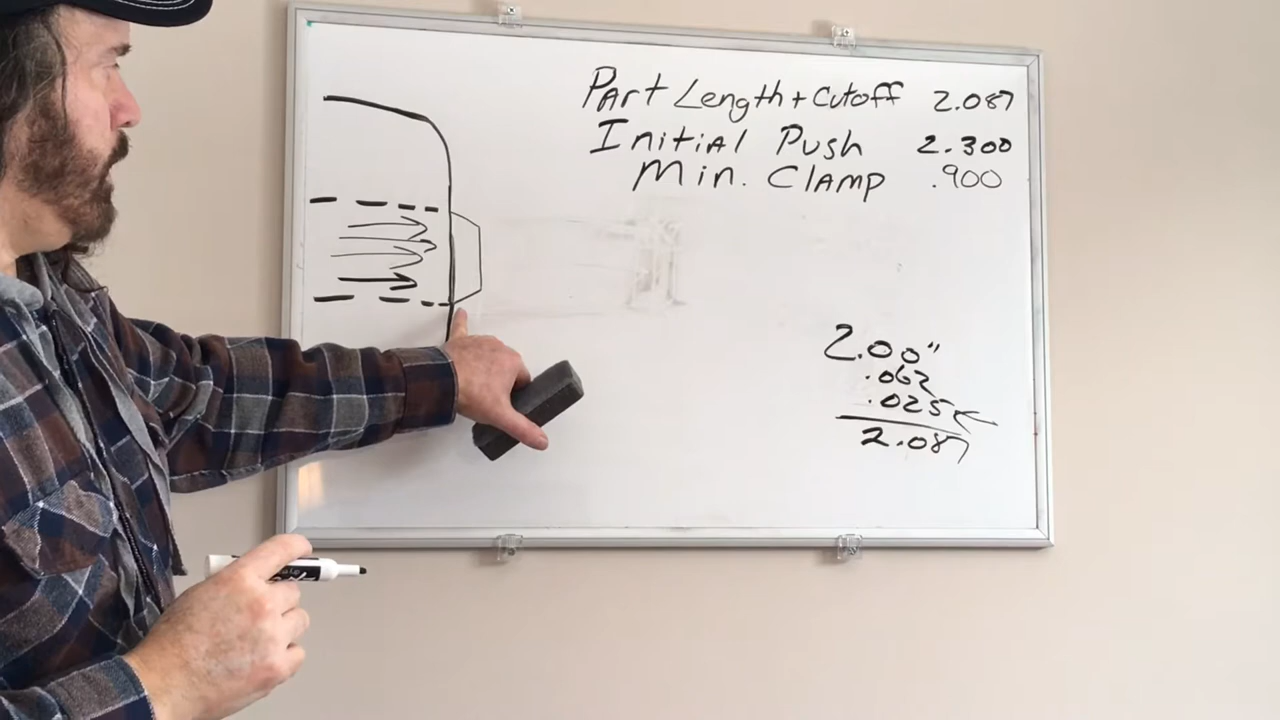 Part Length + Cutoff 2.087
Initial Push 2.300
Min. Clamp .900
2.00"
.062
.025
2.087